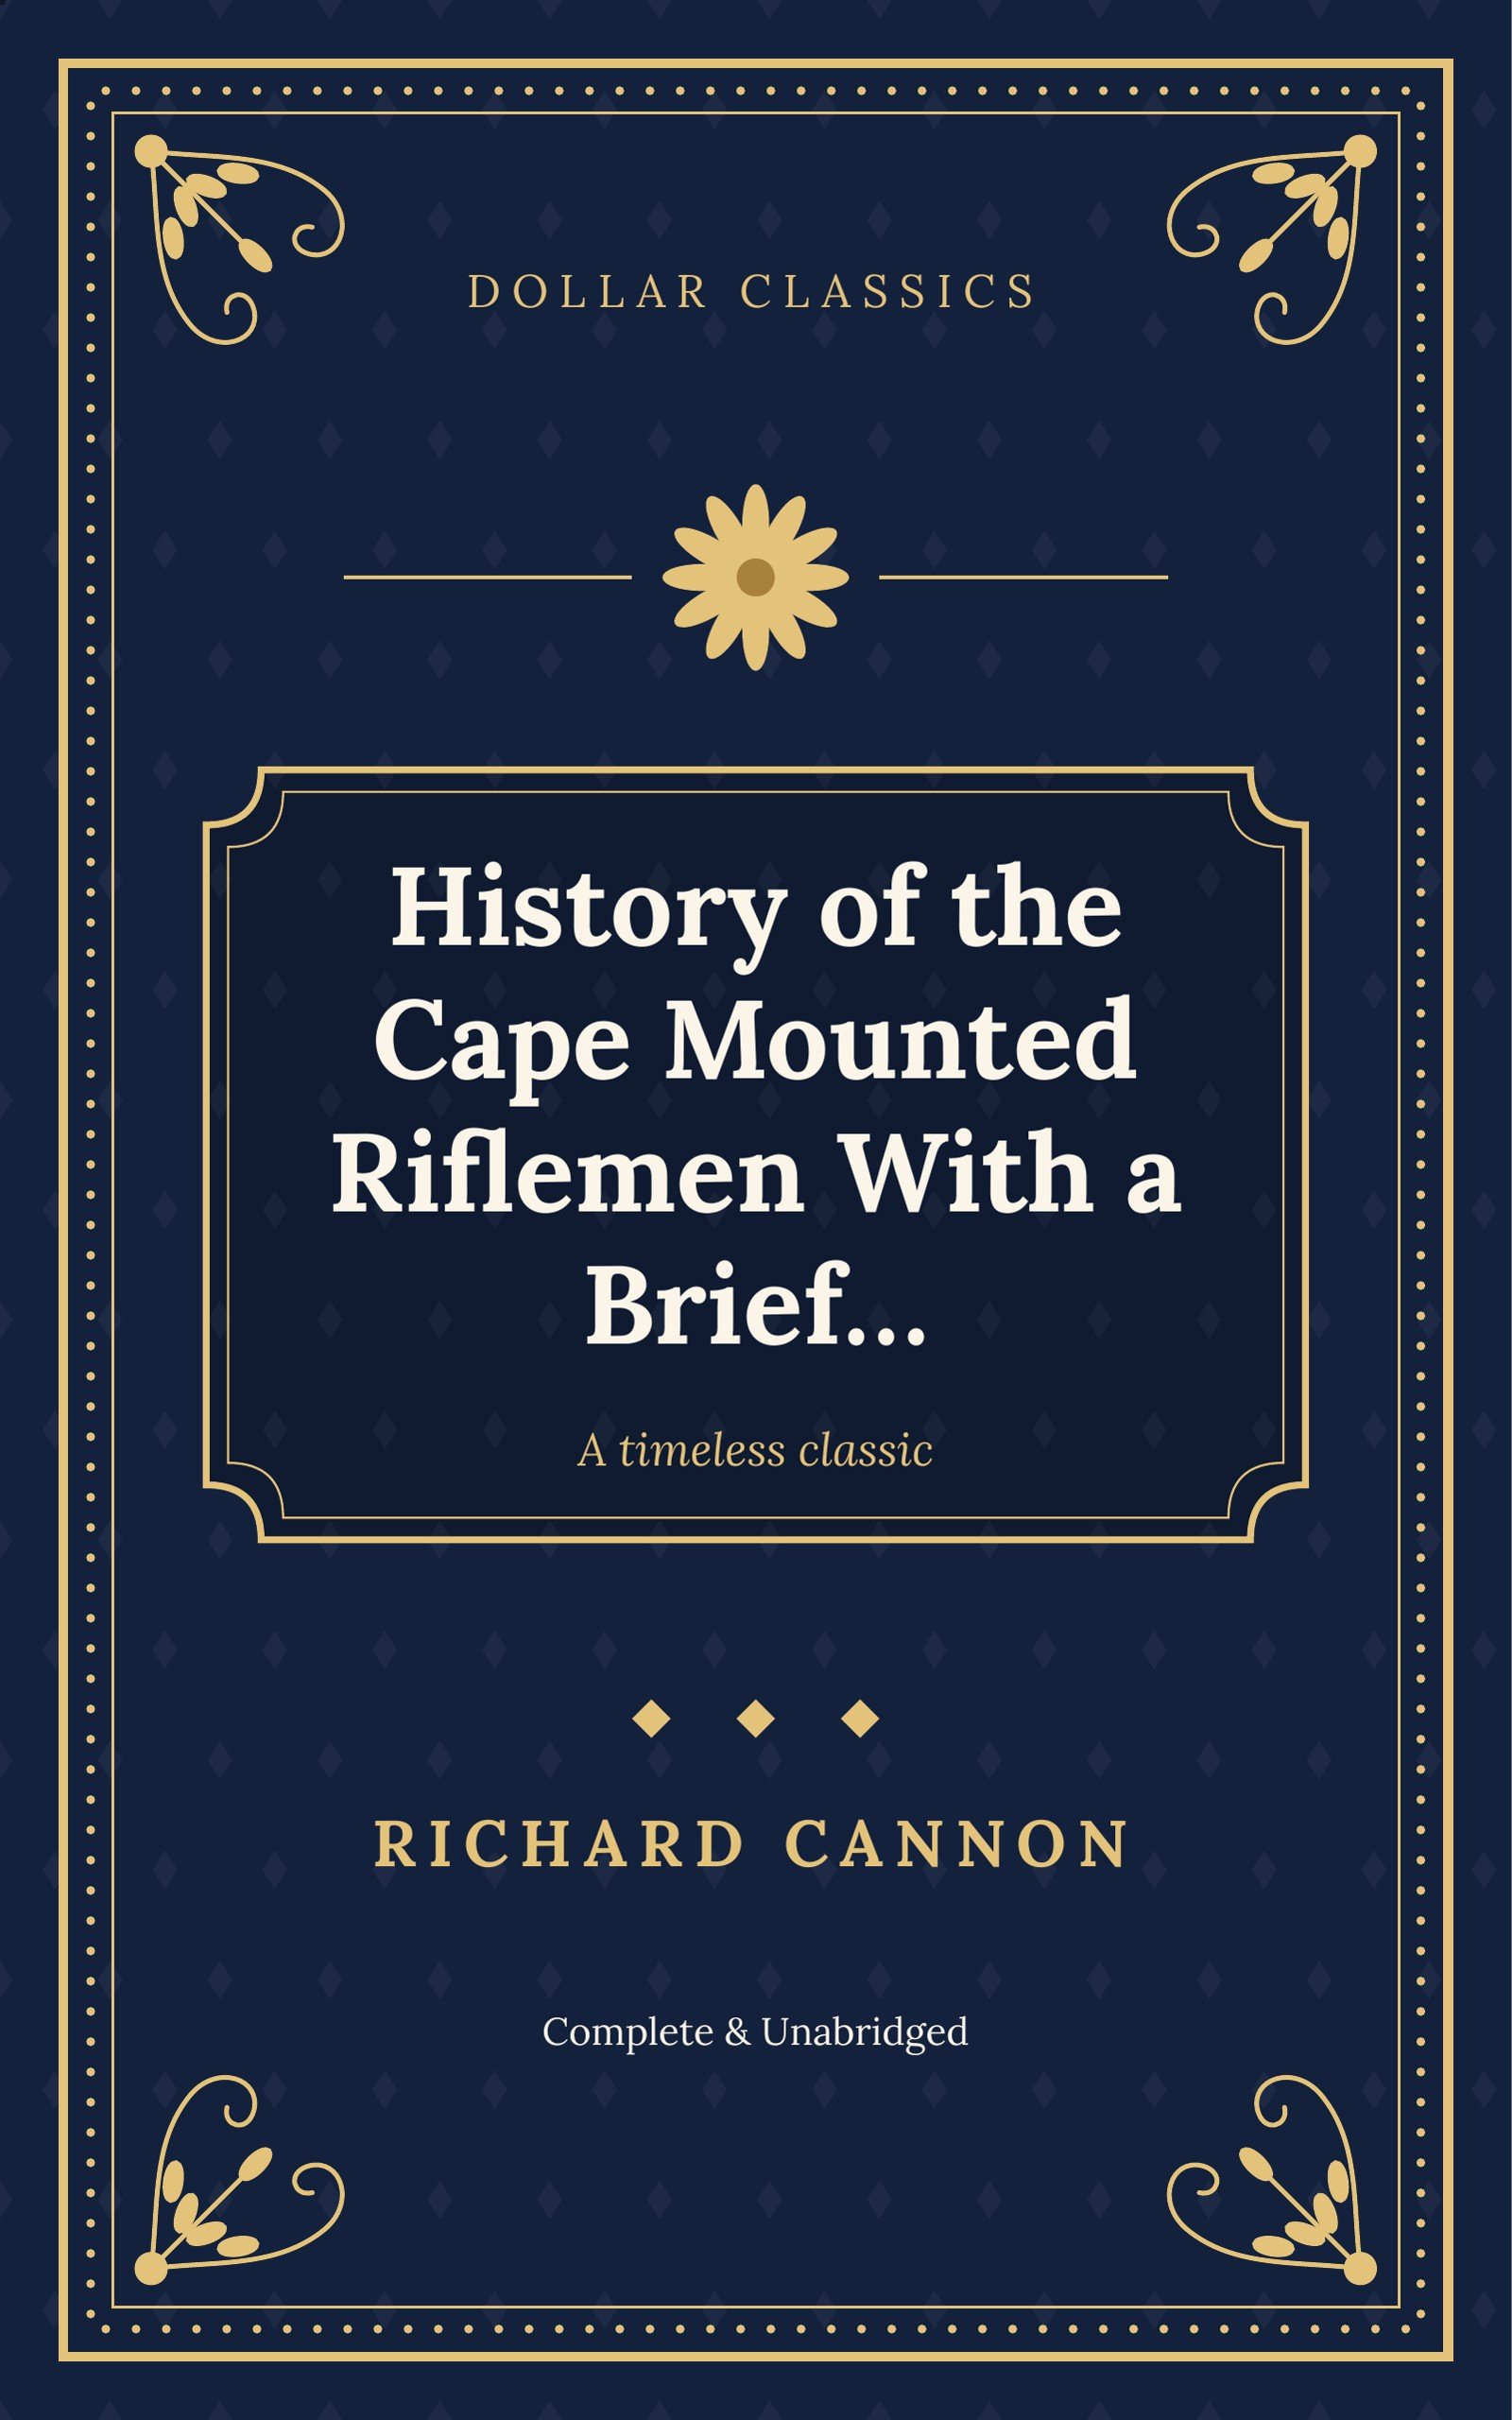 DOLLAR CLASSICS
History of the
Cape Mounted
Riflemen With a
Brief...
A timeless classic
RICHARD CANNON
Complete & Unabridged